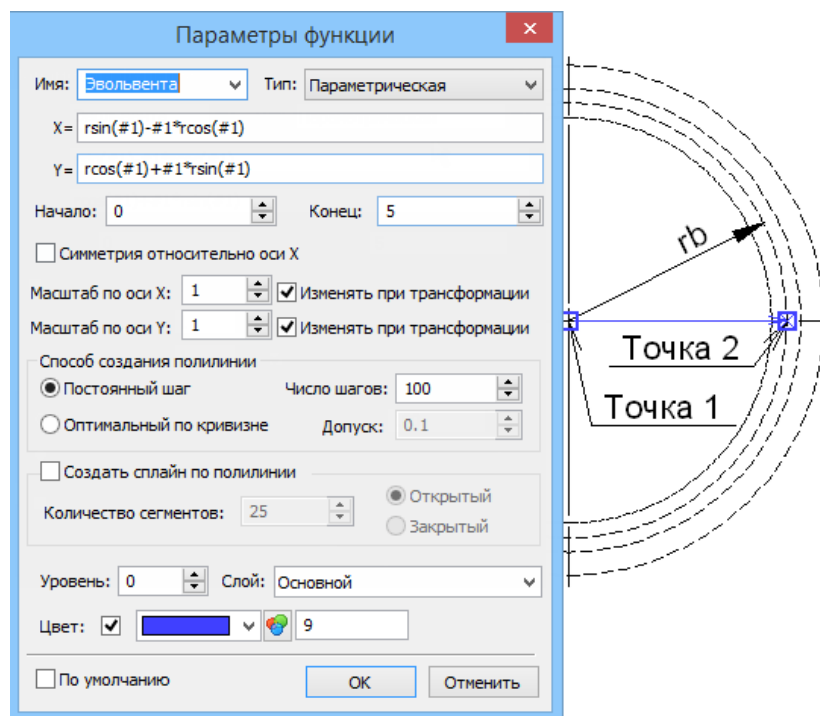 Параметры функции
Имя: Эвольвента Тип: Параметрическая
X= rsin(#1)-#1*rcos(#1)
Y= rcos(#1)+#1*rsin(#1)
Начало: 0 Конец: 5
Симметрия относительно оси X
Масштаб по оси X: 1 Изменять при трансформации
Масштаб по оси Y: 1 Изменять при трансформации
Способ создания полилинии
Постоянный шаг Число шагов: 100
Оптимальный по кривизне Допуск: 0.1
Создать сплайн по полилинии
Количество сегментов: 25 Открытый
Закрытый
Уровень: 0 Слой: Основной
Цвет: 9
По умолчанию ОК Отменить
rb
Точка 2
Точка 1